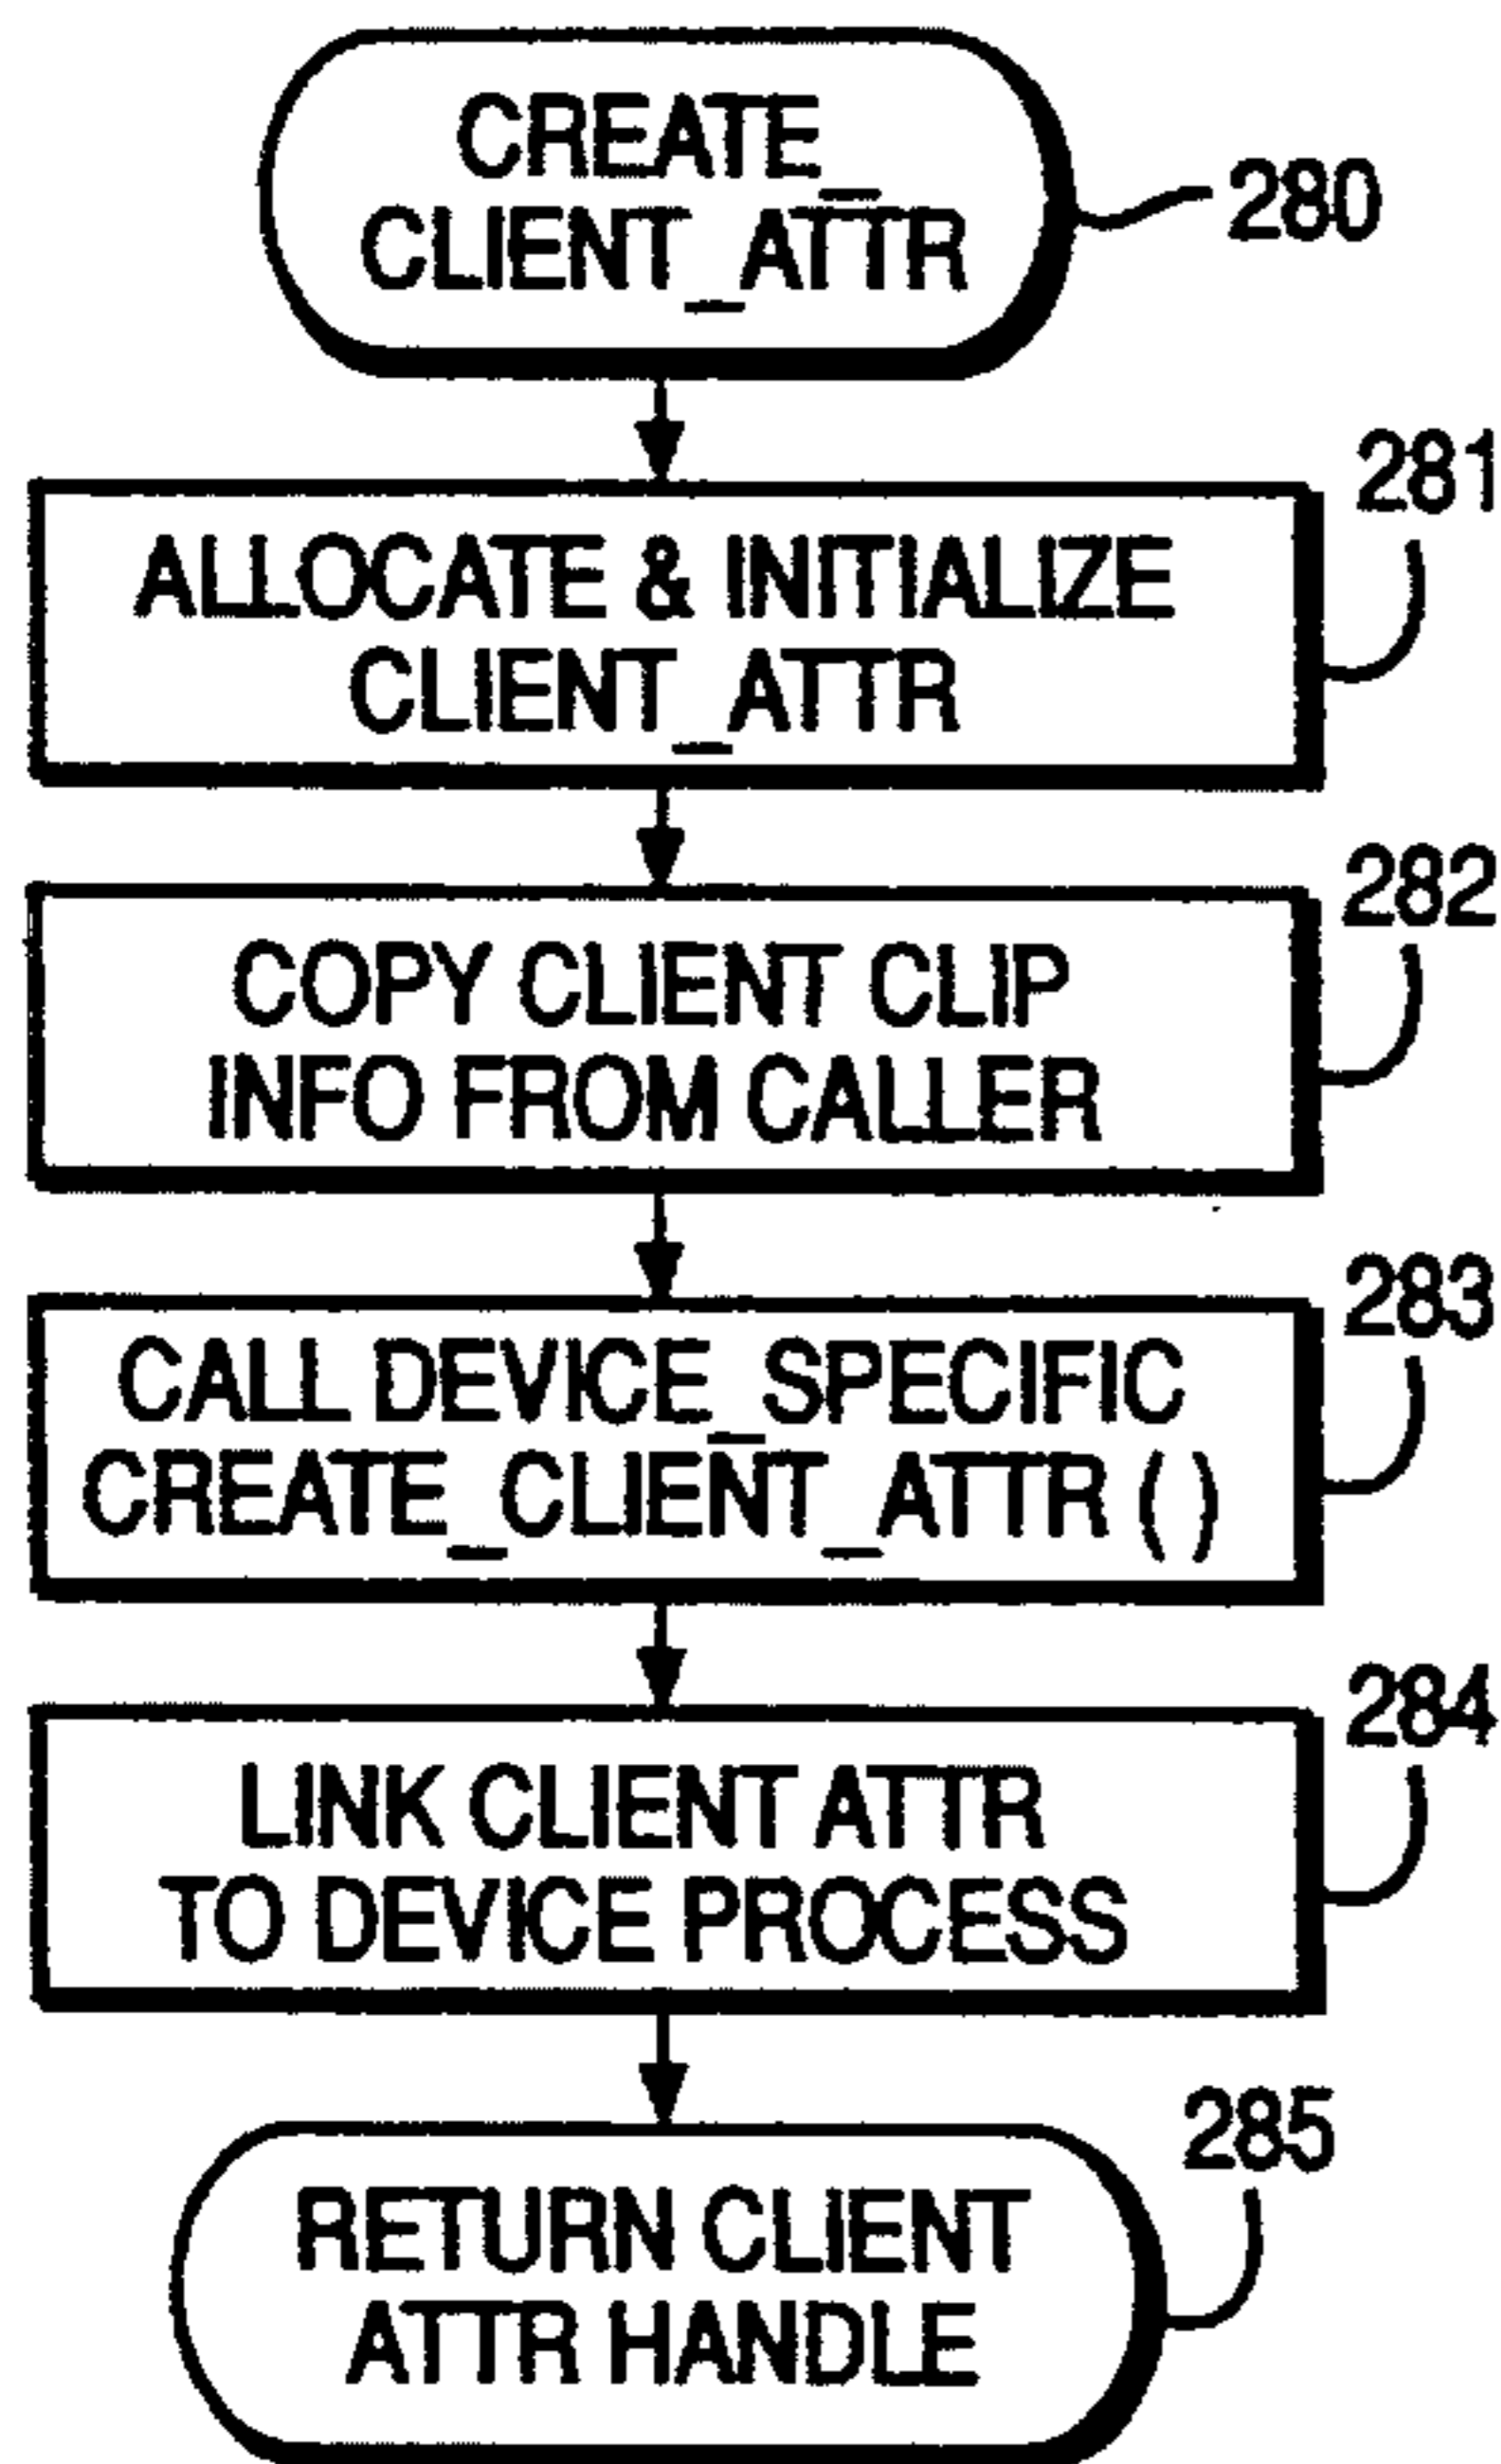 CREATE_
CLIENT_ATTR
280
281
ALLOCATE & INITIALIZE
CLIENT_ATTR
282
COPY CLIENT CLIP
INFO FROM CALLER
283
CALL DEVICE_SPECIFIC
CREATE_CLIENT_ATTR ( )
284
LINK CLIENT ATTR
TO DEVICE PROCESS
285
RETURN CLIENT
ATTR HANDLE